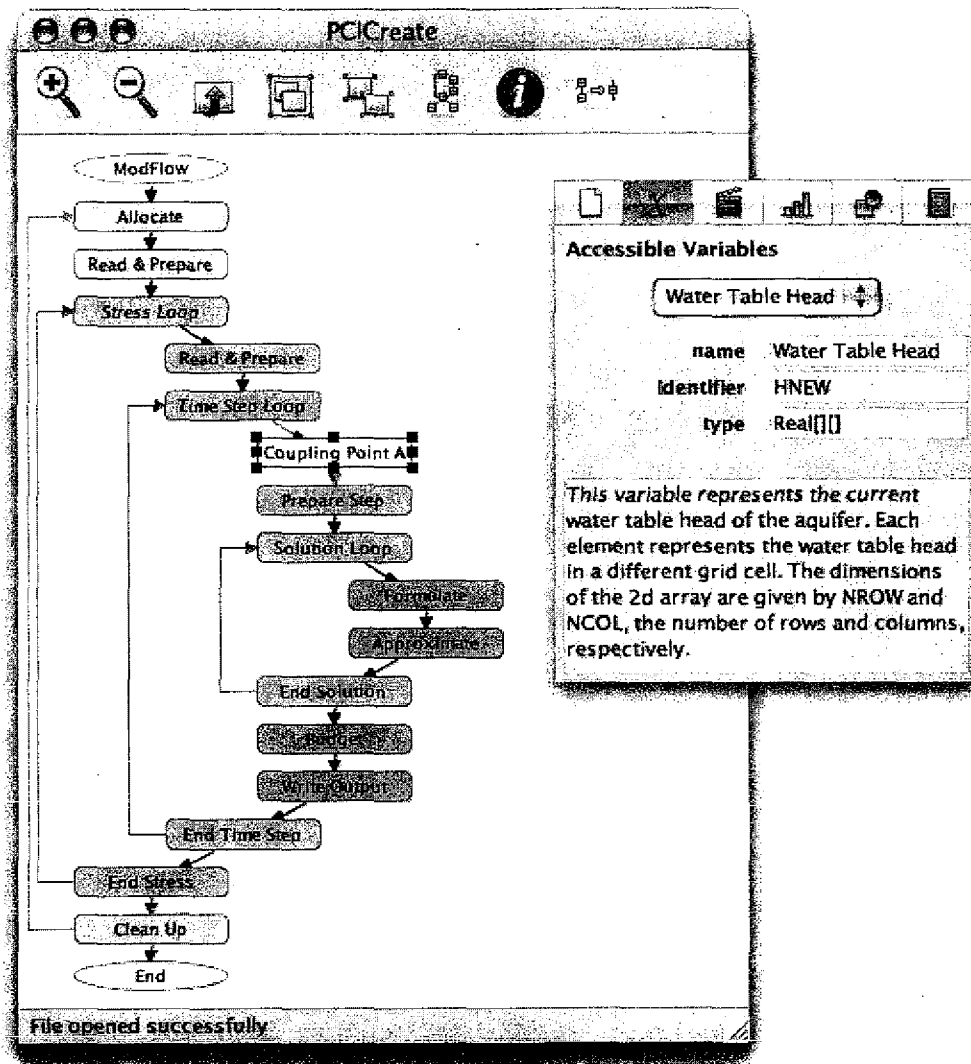 PCICreate
ModFlow
Allocate
Read & Prepare
Stress Loop
Read & Prepare
Time Step Loop
Coupling Point A
Prepare Step
Solution Loop
Formulate
Approximate
End Solution
Budget
Write Output
End Time Step
End Stress
Clean Up
End
File opened successfully
Accessible Variables
Water Table Head
name Water Table Head
identifier HNEW
type Real[][]
This variable represents the current
water table head of the aquifer. Each
element represents the water table head
in a different grid cell. The dimensions
of the 2d array are given by NROW and
NCOL, the number of rows and columns,
respectively.